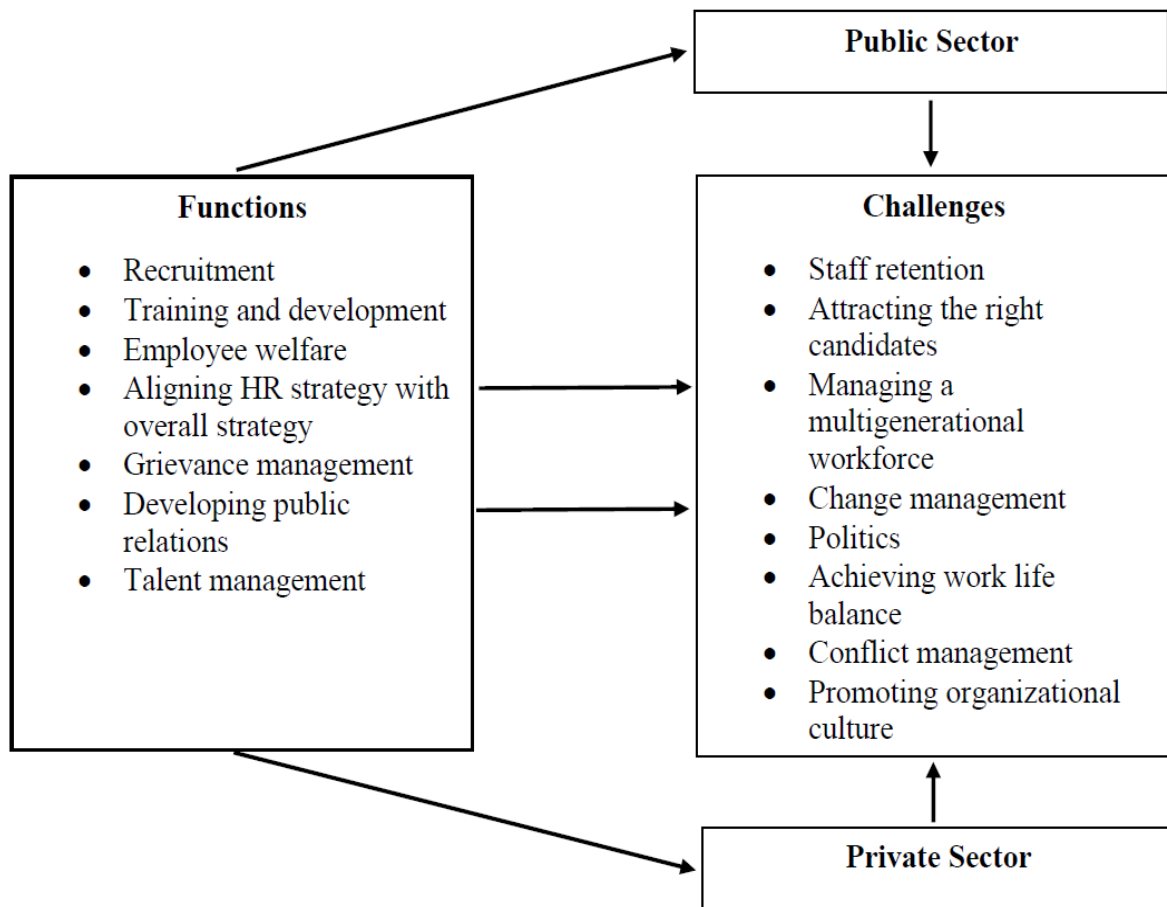 Public Sector
Functions
• Recruitment
• Training and development
• Employee welfare
• Aligning HR strategy with
overall strategy
• Grievance management
• Developing public
relations
• Talent management
Challenges
• Staff retention
• Attracting the right
candidates
• Managing a
multigenerational
workforce
• Change management
• Politics
• Achieving work life
balance
• Conflict management
• Promoting organizational
culture
Private Sector